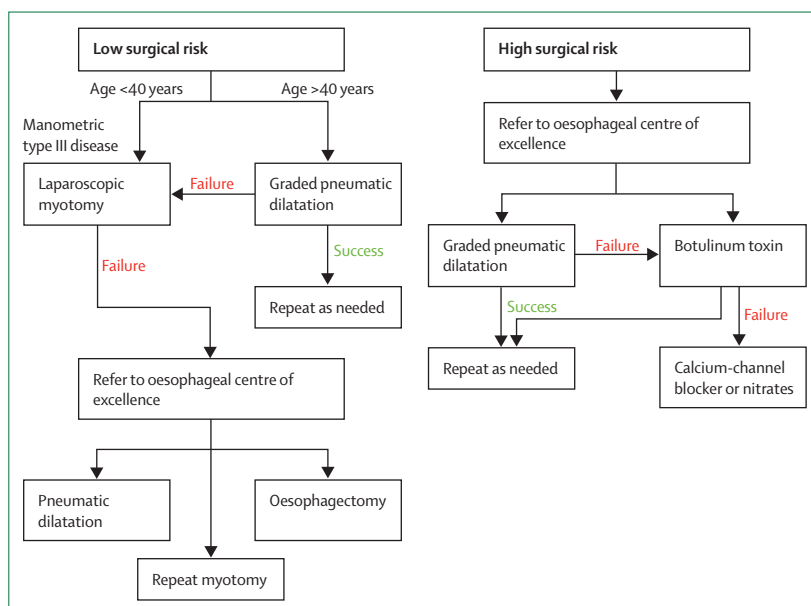 Low surgical risk
Age <40 years
Age >40 years
Manometric
type III disease
Laparoscopic
myotomy
Failure
Graded pneumatic
dilatation
Failure
Success
Repeat as needed
Refer to oesophageal centre of
excellence
Pneumatic
dilatation
Oesophagectomy
Repeat myotomy
High surgical risk
Refer to oesophageal centre of
excellence
Graded pneumatic
dilatation
Failure
Botulinum toxin
Success
Failure
Repeat as needed
Calcium-channel
blocker or nitrates